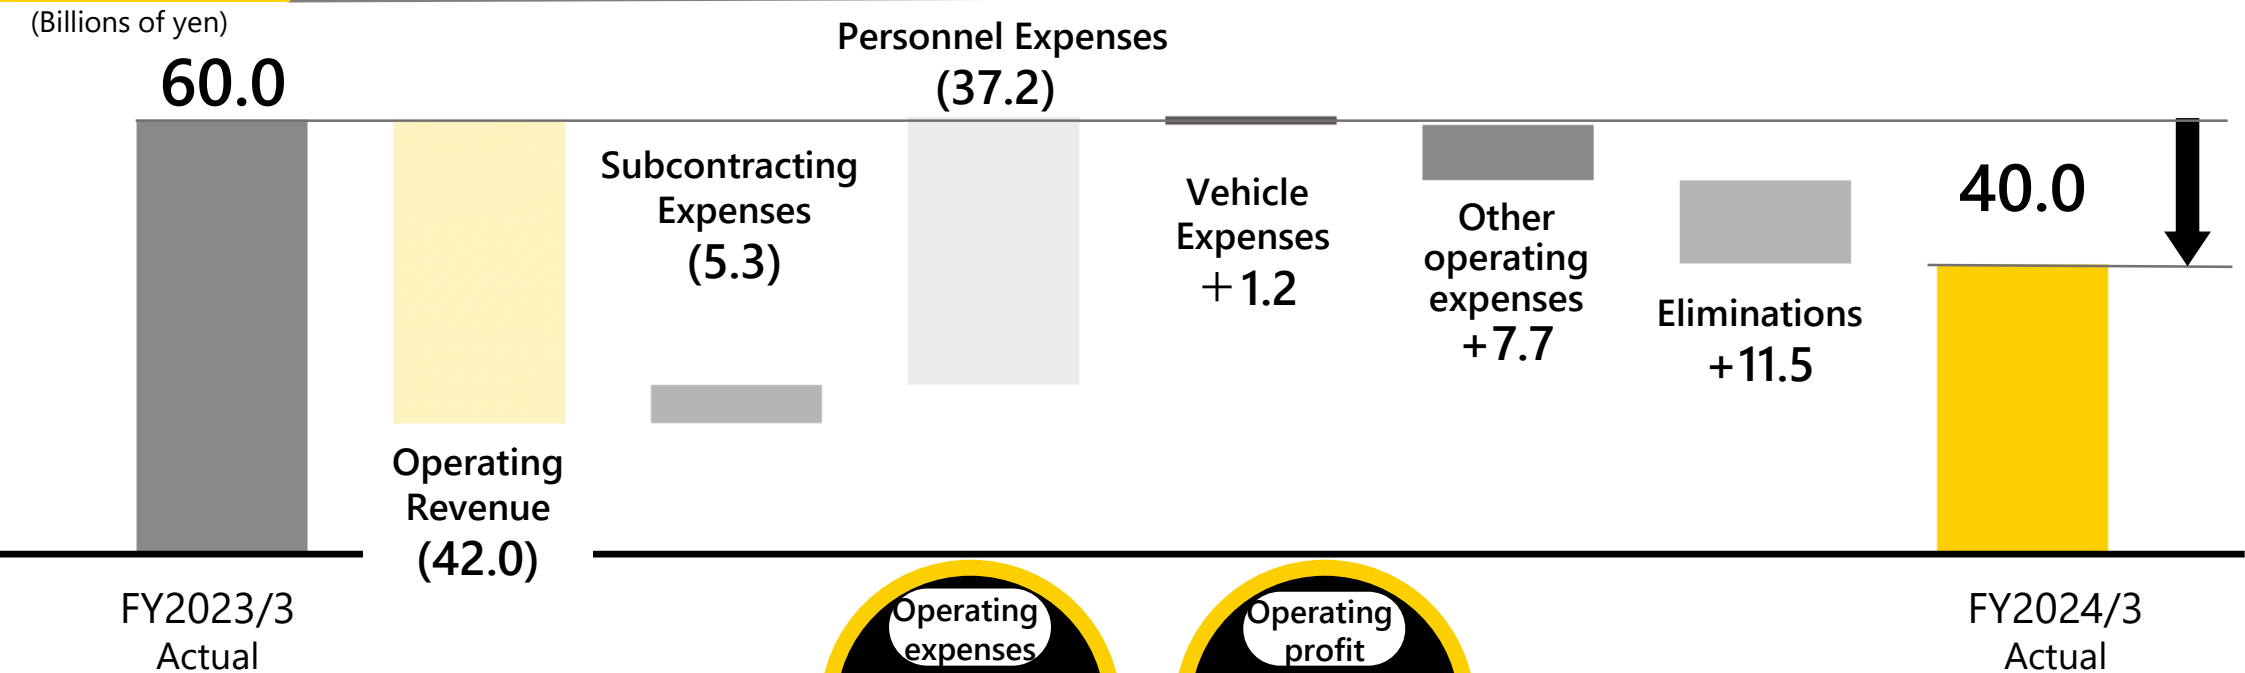 (Billions of yen)
60.0
Operating
Revenue
(42.0)
Subcontracting
Expenses
(5.3)
Personnel Expenses
(37.2)
Vehicle
Expenses
+1.2
Other
operating
expenses
+7.7
Eliminations
+11.5
40.0
FY2023/3
Actual
Operating
expenses
Operating
profit
FY2024/3
Actual